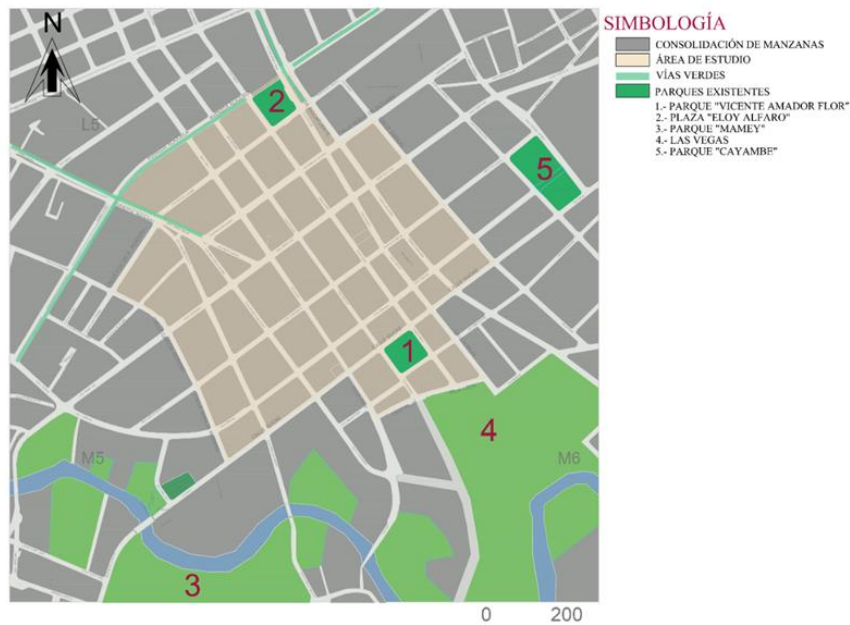 N
SIMBOLOGÍA
CONSOLIDACIÓN DE MANZANAS
ÁREA DE ESTUDIO
VÍAS VERDES
PARQUES EXISTENTES
1.- PARQUE "VICENTE AMADOR FLOR"
2.- PLAZA "ELOY ALFARO"
3.- PARQUE "MAMEY"
4.- LAS VEGAS
5.- PARQUE "CAYAMBE"
2
L5
5
1
4
M5
M6
3
0 200